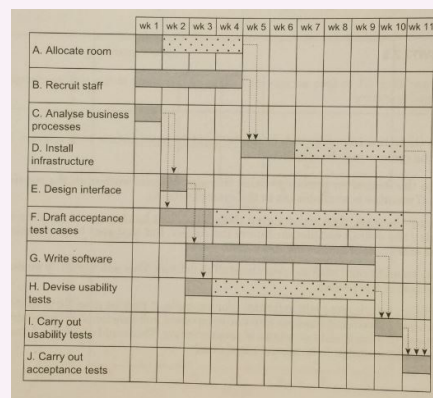 wk 1 wk 2 wk 3 wk 4 wk 5 wk 6 wk 7 wk 8 wk 9 wk 10 wk 11
A. Allocate room
B. Recruit staff
C. Analyse business
processes
D. Install
infrastructure
E. Design interface
F. Draft acceptance
test cases
G. Write software
H. Devise usability
tests
I. Carry out
usability tests
J. Carry out
acceptance tests